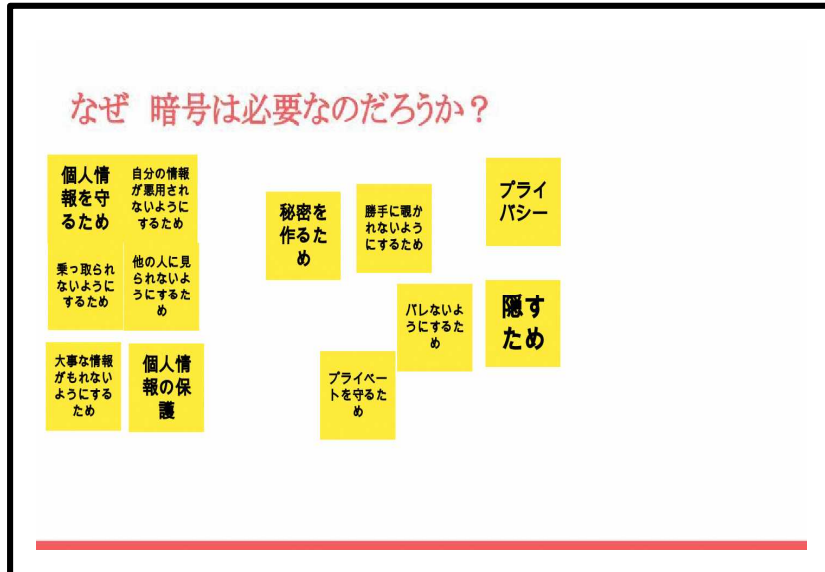 なぜ 暗号は必要なのだろうか？
個人情
報を守
るため
自分の情報
が悪用され
ないように
するため
乗っ取られ
ないように
するため
他の人に見
られないよ
うにするた
め
大事な情報
がもれない
ようにする
ため
個人情
報の保
護
秘密を
作るた
め
勝手に覗か
れないよう
にするため
バレないよ
うにするた
め
プライベー
トを守るた
め
プライ
バシー
隠す
ため